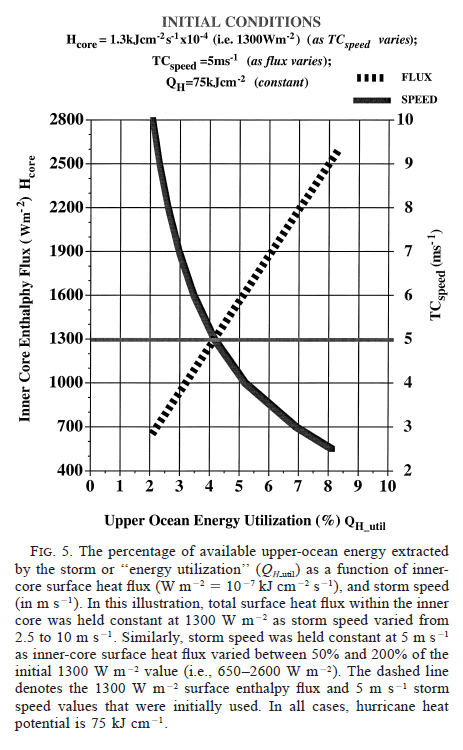 INITIAL CONDITIONS
Hcore = 1.3kJcm-2s-1x10-4 (i.e. 1300Wm-2) (as TCspeed varies);
TCspeed =5ms-1 (as flux varies);
QH=75kJcm-2 (constant)
FLUX
SPEED
Inner Core Enthalphy Flux (Wm-2) Hcore
2800
2500
2200
1900
1600
1300
1000
700
400
10
9
8
7
6
5
4
3
2
TCspeed (ms-1)
0 1 2 3 4 5 6 7 8 9 10
Upper Ocean Energy Utilization (%) QH_util
FIG. 5. The percentage of available upper-ocean energy extracted
by the storm or “energy utilization” (QH_util) as a function of inner-
core surface heat flux (W m−2 = 10−7 kJ cm−2 s−1), and storm speed
(in m s−1). In this illustration, total surface heat flux within the inner
core was held constant at 1300 W m−2 as storm speed varied from
2.5 to 10 m s−1. Similarly, storm speed was held constant at 5 m s−1
as inner-core surface heat flux varied between 50% and 200% of the
initial 1300 W m−2 value (i.e., 650–2600 W m−2). The dashed line
denotes the 1300 W m−2 surface enthalpy flux and 5 m s−1 storm
speed values that were initially used. In all cases, hurricane heat
potential is 75 kJ cm−1.